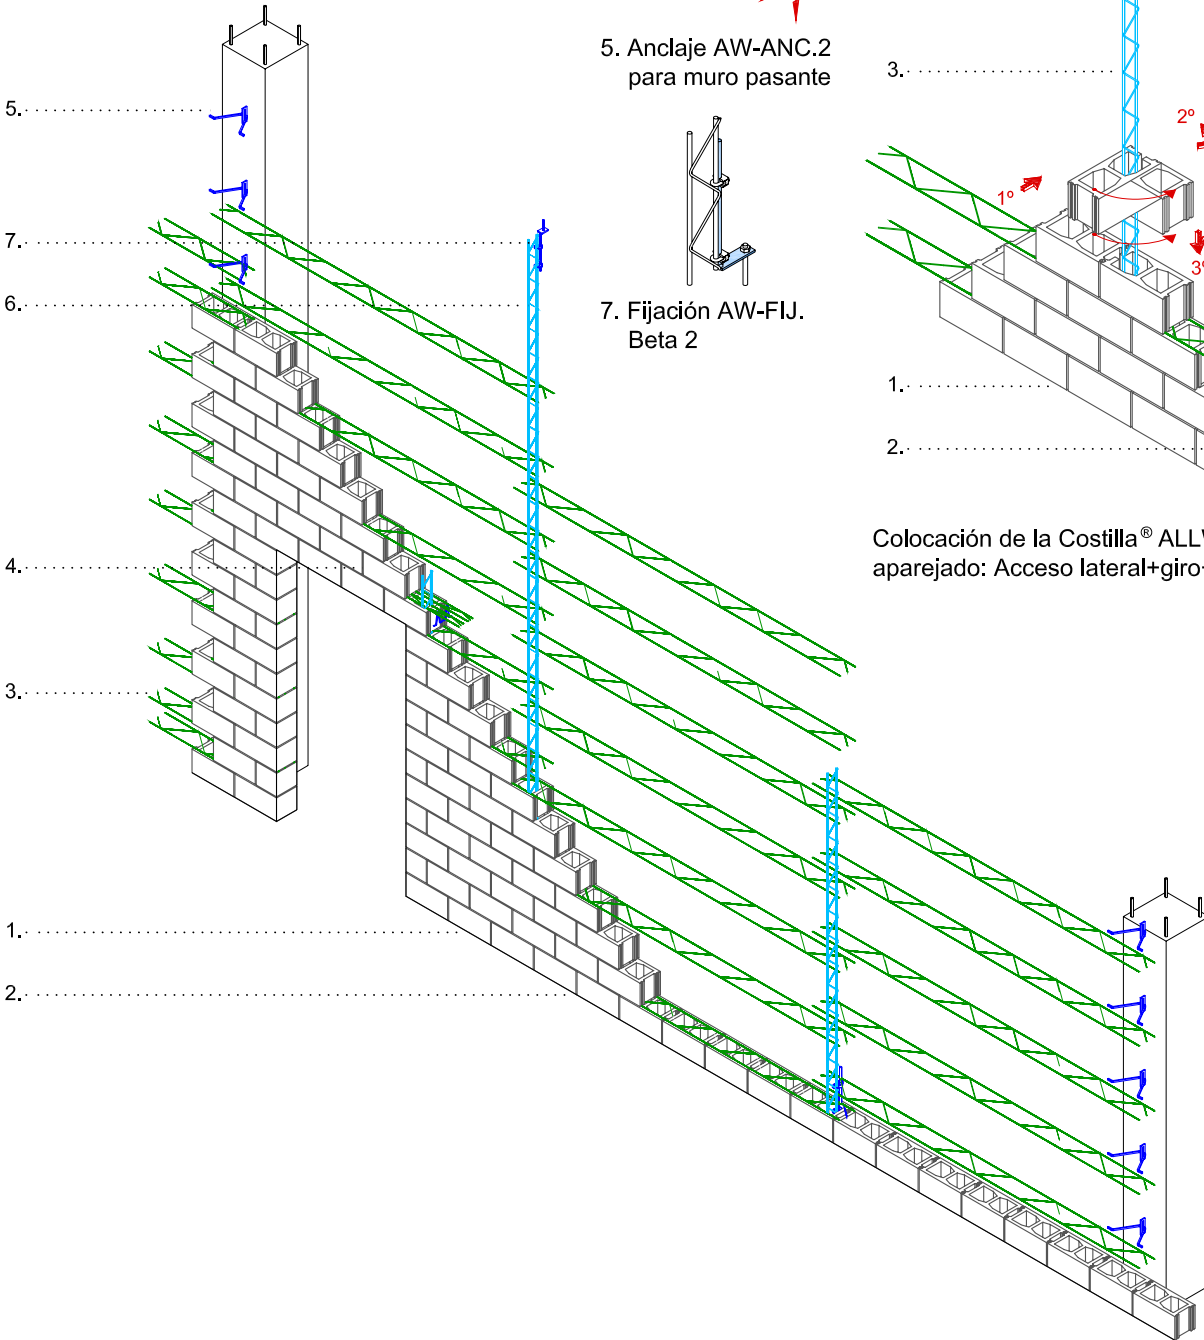 5. Anclaje AW-ANC.2
para muro pasante
7. Fijación AW-FIJ.
Beta 2
5.
7.
6.
4.
3.
1.
2.
3.
2º
1º
3º
1.
2.
Colocación de la Costilla®
aparejado: Acceso lateral+giro